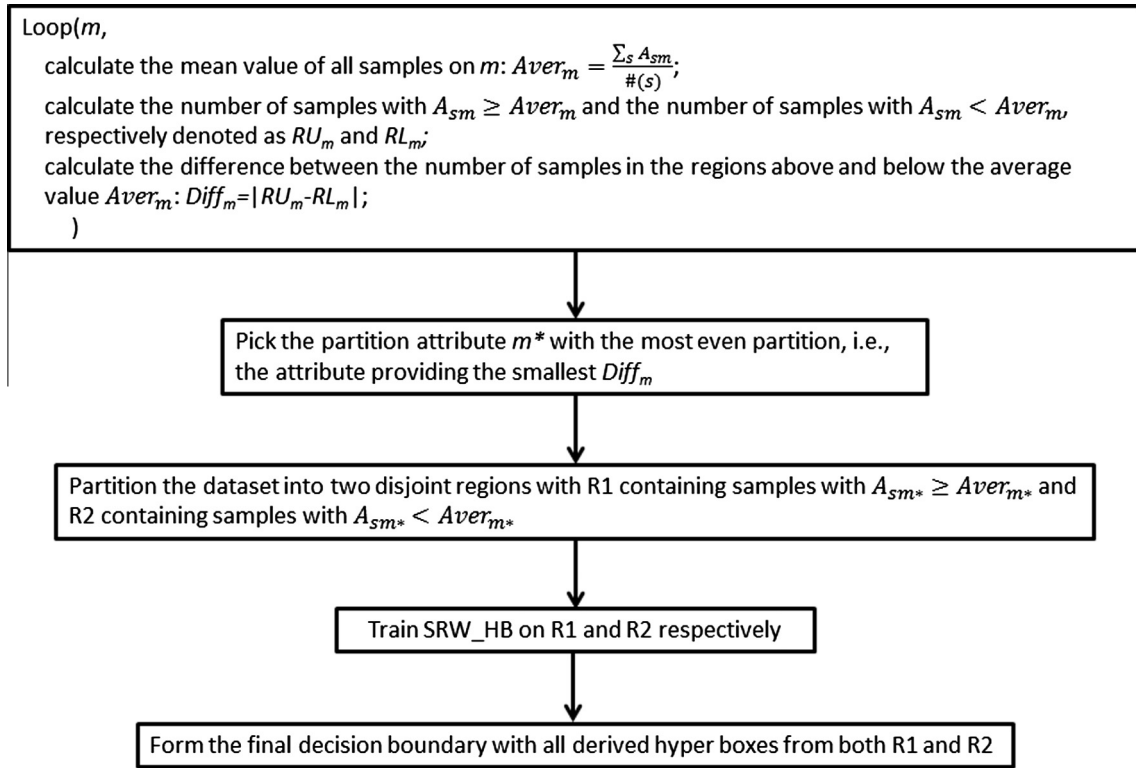 Loop(m,
calculate the mean value of all samples on m: Aver_m = ∑_s A_sm / #(s);
calculate the number of samples with A_sm ≥ Aver_m and the number of samples with A_sm < Aver_m,
respectively denoted as RU_m and RL_m;
calculate the difference between the number of samples in the regions above and below the average
value Aver_m: Diff_m=|RU_m-RL_m|;
)
Pick the partition attribute m* with the most even partition, i.e.,
the attribute providing the smallest Diff_m
Partition the dataset into two disjoint regions with R1 containing samples with A_sm* ≥ Aver_m* and
R2 containing samples with A_sm* < Aver_m*
Train SRW_HB on R1 and R2 respectively
Form the final decision boundary with all derived hyper boxes from both R1 and R2